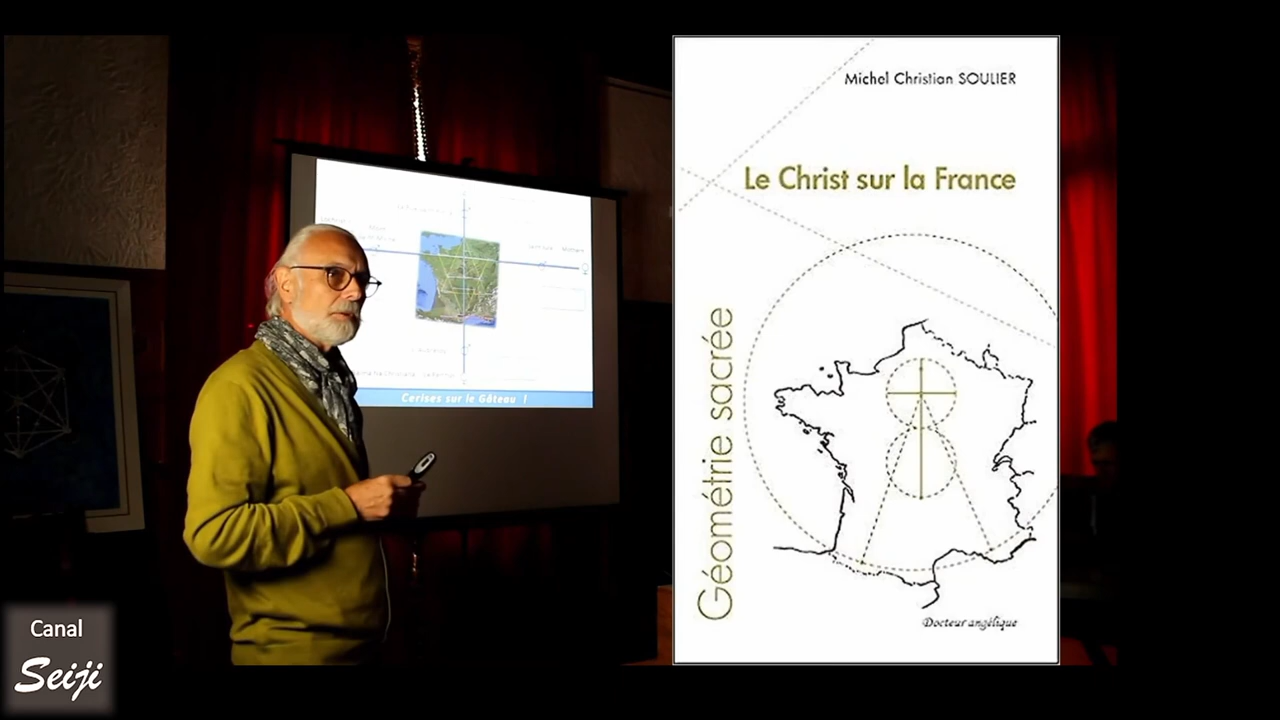 Michel Christian SOULIER
Le Christ sur la France
Géométrie sacrée
Docteur angélique
Cerises sur le Gâteau !
Canal
Seiji